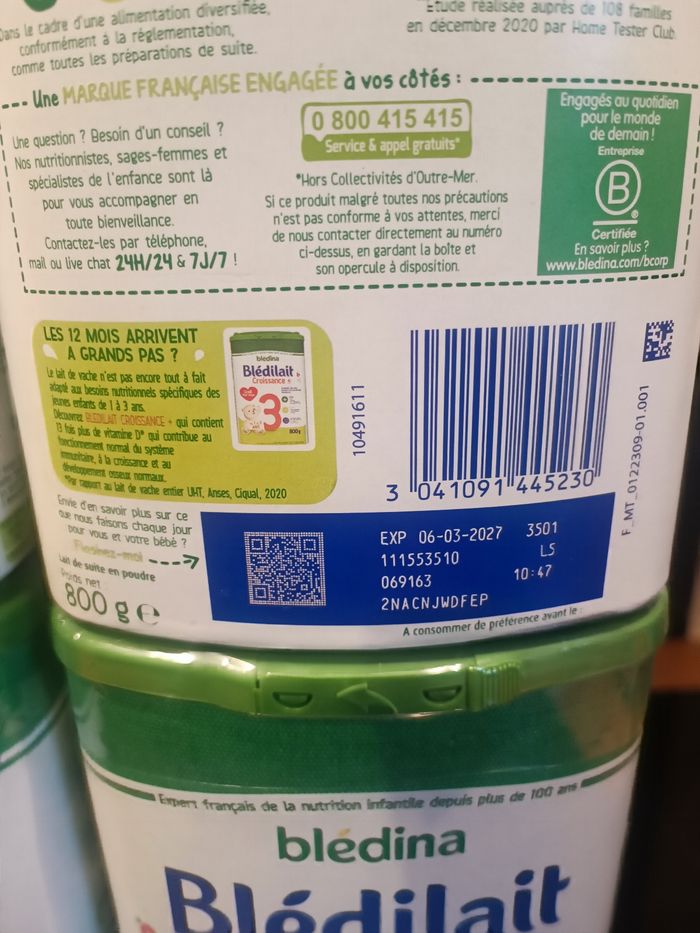 Dans le cadre d'une alimentation diversifiée,
conformément à la réglementation,
comme toutes les préparations de suite.
*Étude réalisée auprès de 108 familles
en décembre 2020 par Home Tester Club.
Une MARQUE FRANÇAISE ENGAGÉE à vos côtés :
Une question ? Besoin d'un conseil ?
Nos nutritionnistes, sages-femmes et
spécialistes de l'enfance sont là
pour vous accompagner en
toute bienveillance.
Contactez-les par téléphone,
mail ou live chat 24H/24 & 7J/7 !
0 800 415 415
Service & appel gratuits*
*Hors Collectivités d'Outre-Mer.
Si ce produit malgré toutes nos précautions
n'est pas conforme à vos attentes, merci
de nous contacter directement au numéro
ci-dessus, en gardant la boîte et
son opercule à disposition.
Engagés au quotidien
pour le monde
de demain !
Entreprise
B
Certifiée
En savoir plus ?
www.bledina.com/bcorp
LES 12 MOIS ARRIVENT
A GRANDS PAS ?
Le lait de vache n'est pas encore tout à fait
adapté aux besoins nutritionnels spécifiques des
jeunes enfants de 1 à 3 ans.
Découvrez BLÉDILAIT CROISSANCE + qui contient
13 fois plus de vitamine D* qui contribue au
fonctionnement normal du système
immunitaire, à la croissance et au
développement osseux normaux.
*Par rapport au lait de vache entier UHT, Anses, Ciqual, 2020
blédina
Blédilait
Croissance +
3
800g
10491611
3 041091 445230
F_MT_0122309-01.001
Envie d'en savoir plus sur ce
que nous faisons chaque jour
pour vous et votre bébé ?
Flashez-moi
Lait de suite en poudre
Poids net
800 g e
EXP 06-03-2027 3501
111553510 L5
069163 10:47
2NACNJWDFEP
A consommer de préférence avant le :
Expert français de la nutrition infantile depuis plus de 100 ans
blédina
Blédilait